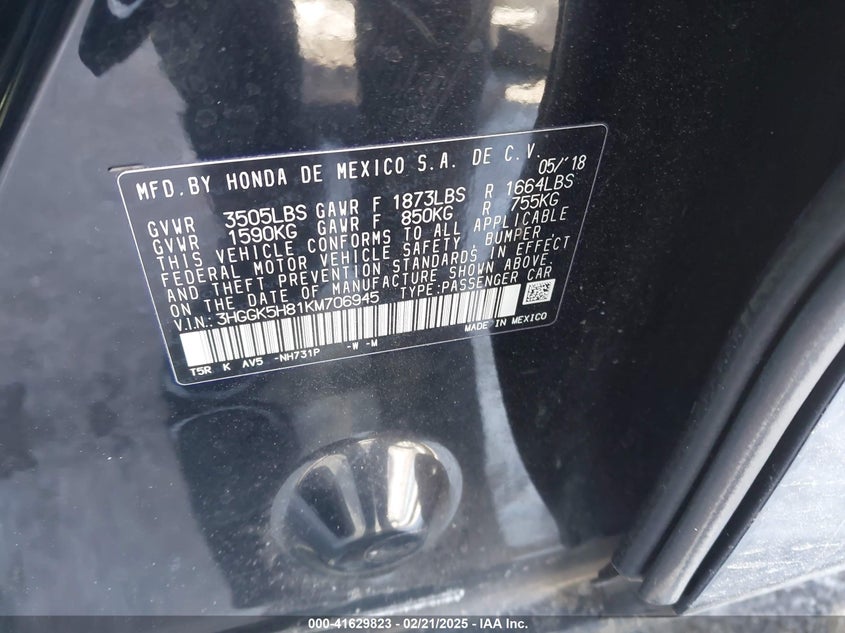 MFD. BY HONDA DE MEXICO S.A. DE C.V. 05/'18
GVWR 3505LBS GAWR F 1873LBS R 1664LBS
GVWR 1590KG GAWR F 850KG R 755KG
THIS VEHICLE CONFORMS TO ALL APPLICABLE
FEDERAL MOTOR VEHICLE SAFETY, BUMPER,
AND THEFT PREVENTION STANDARDS IN EFFECT
ON THE DATE OF MANUFACTURE SHOWN ABOVE.
V.I.N.: 3HGGK5H81KM706945 TYPE:PASSENGER CAR
T5R K AV5 -NH731P -W -M MADE IN MEXICO
000-41629823 - 02/21/2025 - IAA Inc.